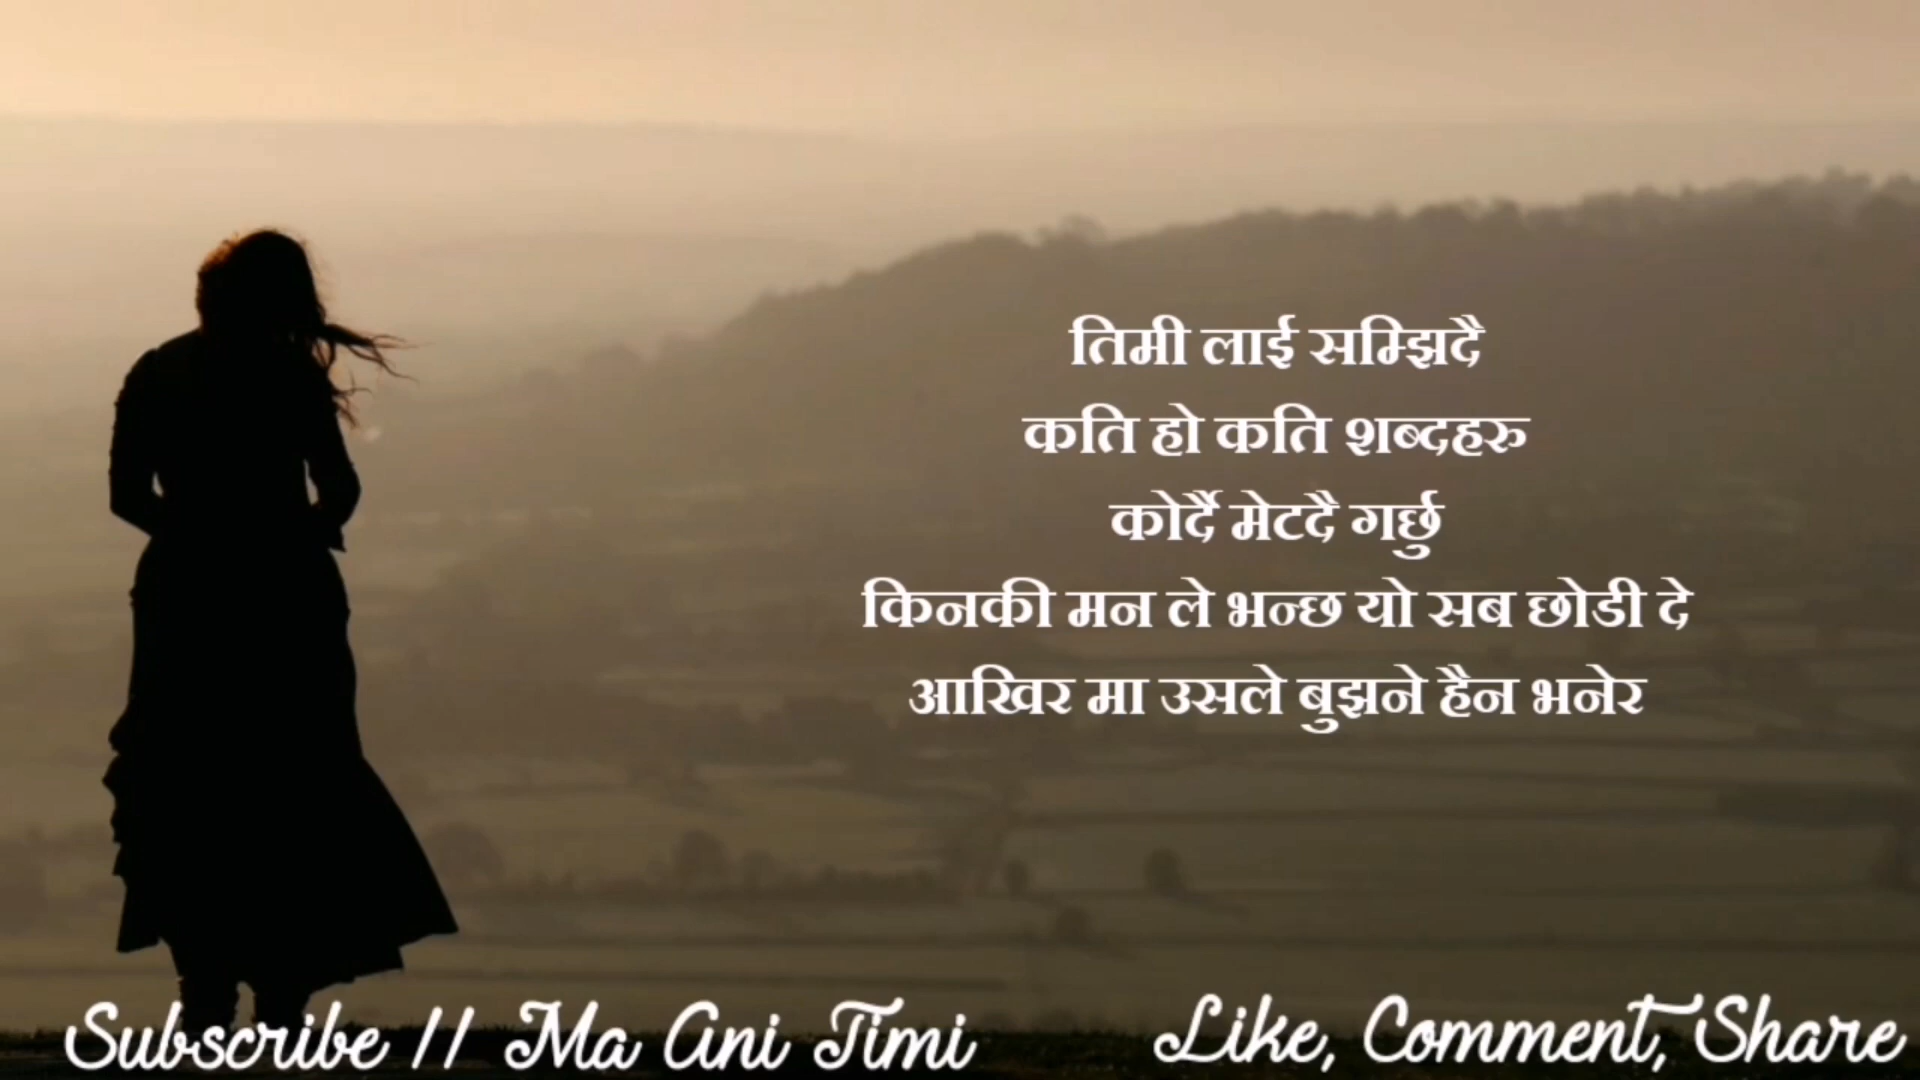 तिमी लाई सम्झिदै
कति हो कति शब्दहरु
कोर्दै मेटदै गर्छु
किनकी मन ले भन्छ यो सब छोडी दे
आखिर मा उसले बुझने हैन भनेर
Subscribe // Ma Ani Timi
Like, Comment, Share